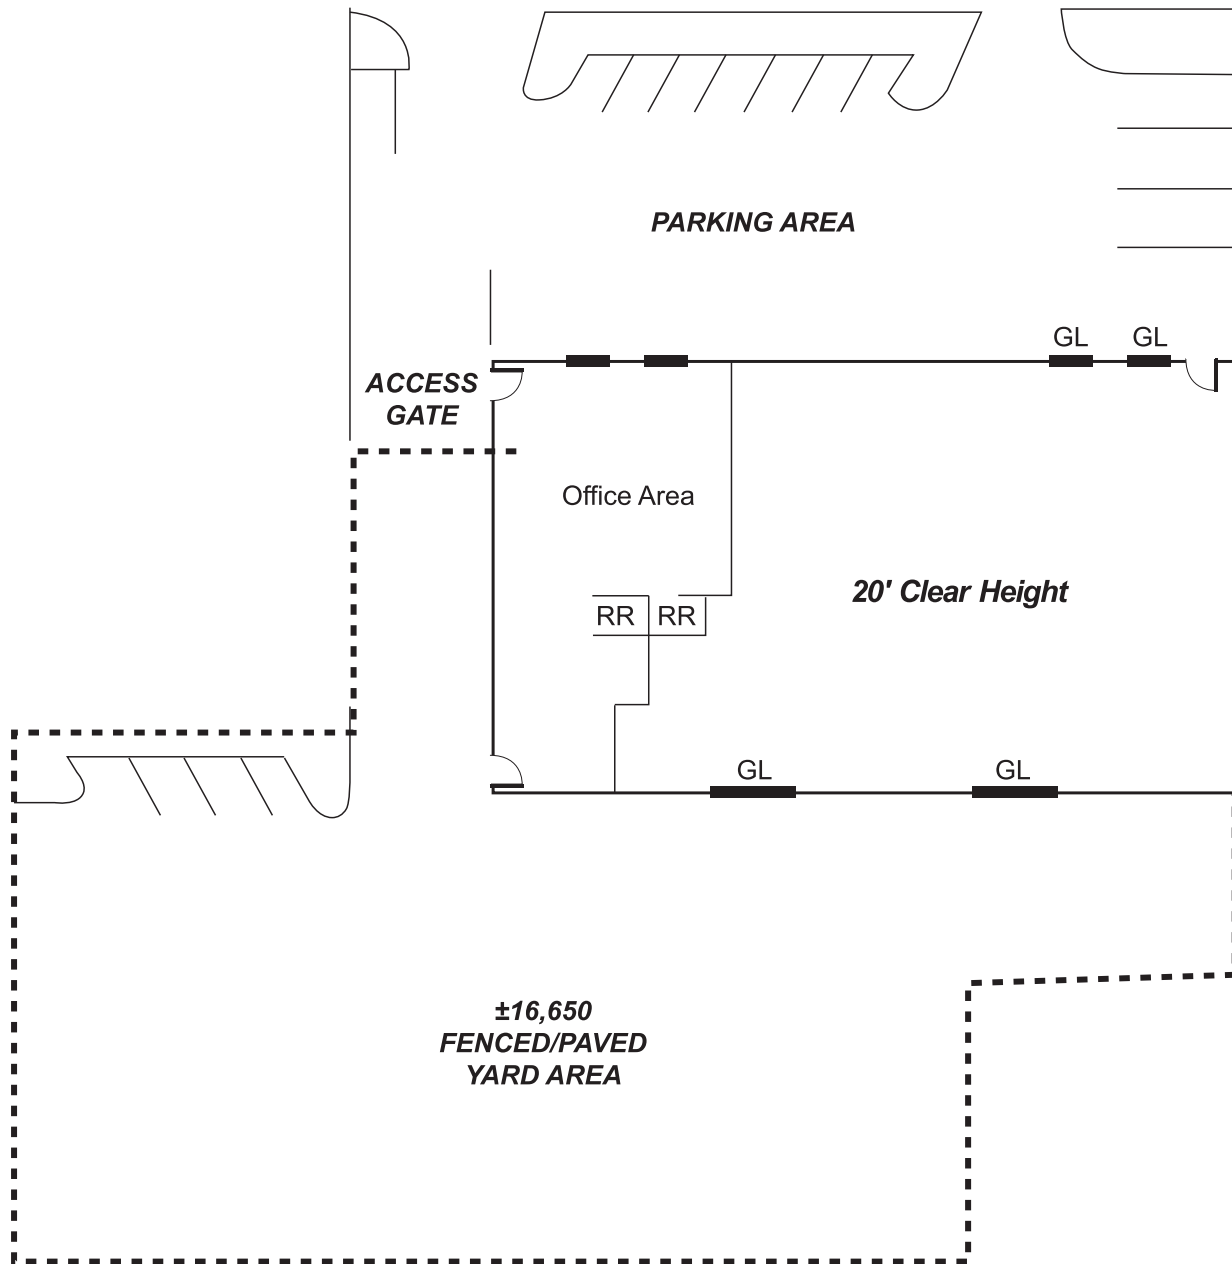 PARKING AREA
GL
GL
ACCESS
GATE
Office Area
20' Clear Height
RR
RR
GL
GL
±16,650
FENCED/PAVED
YARD AREA